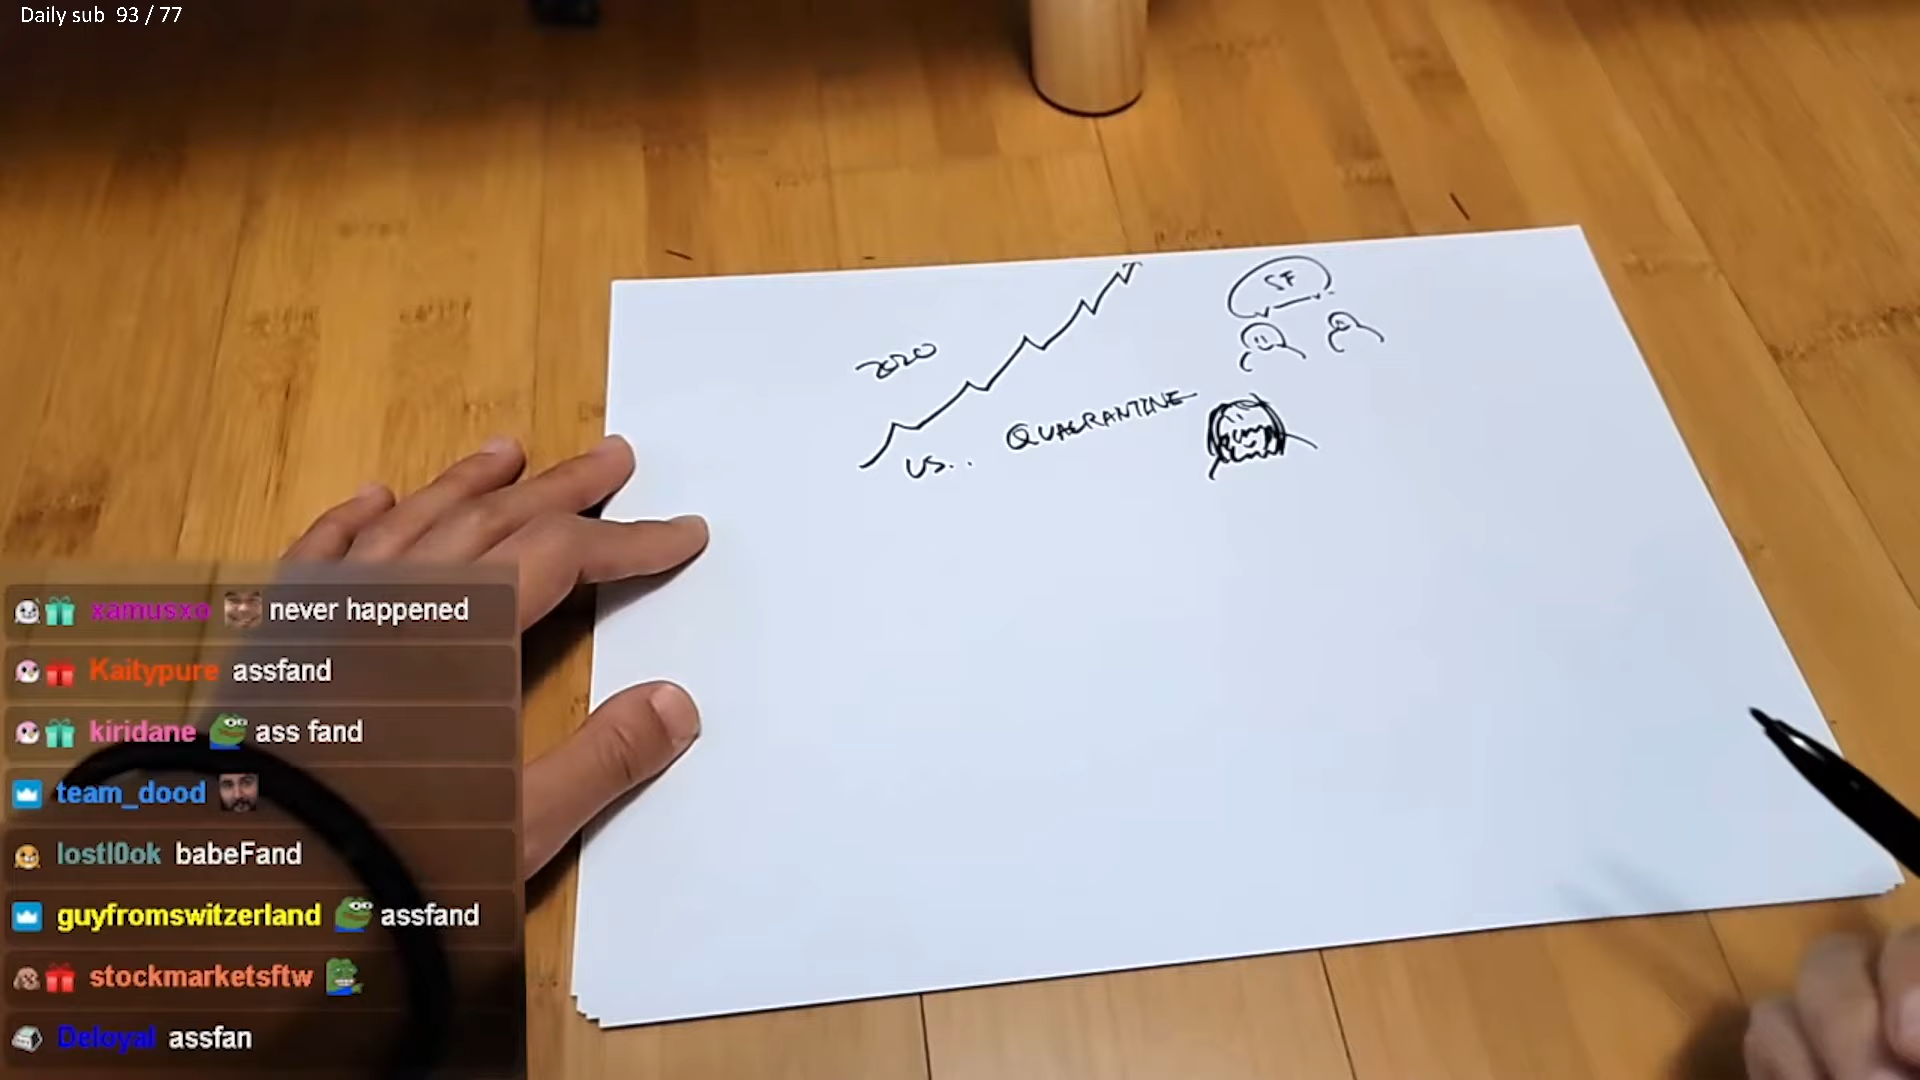 Daily sub 93 / 77
2020
SF
vs.. QUARANTINE
xamusxo never happened
Kaitypure assfand
kiridane ass fand
team_dood
lostl0ok babeFand
guyfromswitzerland assfand
stockmarketsftw
Deloyal assfan